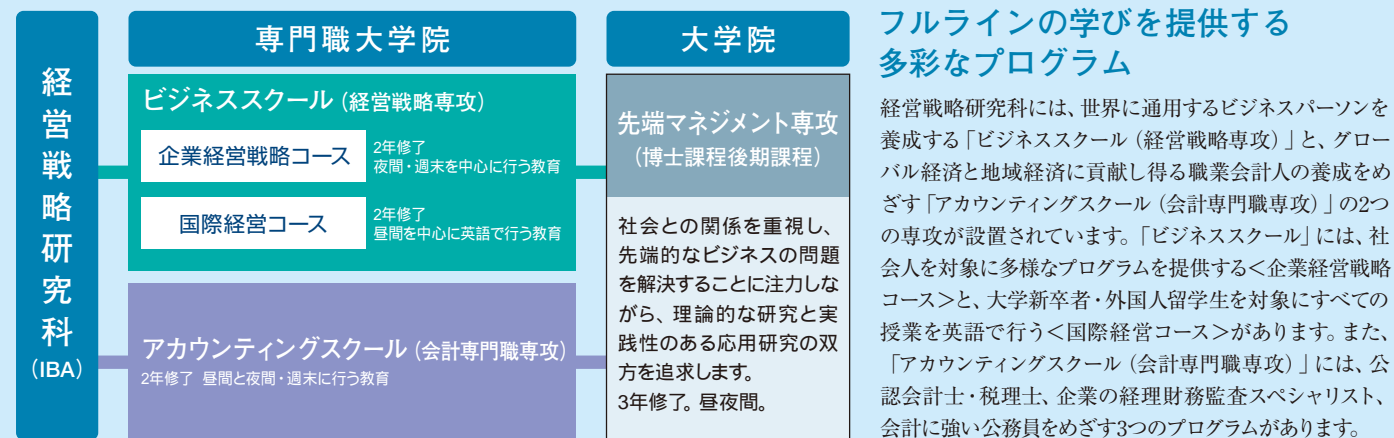 経営戦略研究科
(IBA)
専門職大学院
ビジネススクール（経営戦略専攻）
企業経営戦略コース
2年修了
夜間・週末を中心に行う教育
国際経営コース
2年修了
昼間を中心に英語で行う教育
アカウンティングスクール（会計専門職専攻）
2年修了 昼間と夜間・週末に行う教育
大学院
先端マネジメント専攻
（博士課程後期課程）
社会との関係を重視し、
先端的なビジネスの問題
を解決することに注力しな
がら、理論的な研究と実
践性のある応用研究の双
方を追求します。
3年修了。昼夜間。
フルラインの学びを提供する
多彩なプログラム
経営戦略研究科には、世界に通用するビジネスパーソンを
養成する「ビジネススクール（経営戦略専攻）」と、グロー
バル経済と地域経済に貢献し得る職業会計人の養成をめ
ざす「アカウンティングスクール（会計専門職専攻）」の2つ
の専攻が設置されています。「ビジネススクール」には、社
会人を対象に多様なプログラムを提供する＜企業経営戦略
コース＞と、大学新卒者・外国人留学生を対象にすべての
授業を英語で行う＜国際経営コース＞があります。また、
「アカウンティングスクール（会計専門職専攻）」には、公
認会計士・税理士、企業の経理財務監査スペシャリスト、
会計に強い公務員をめざす3つのプログラムがあります。